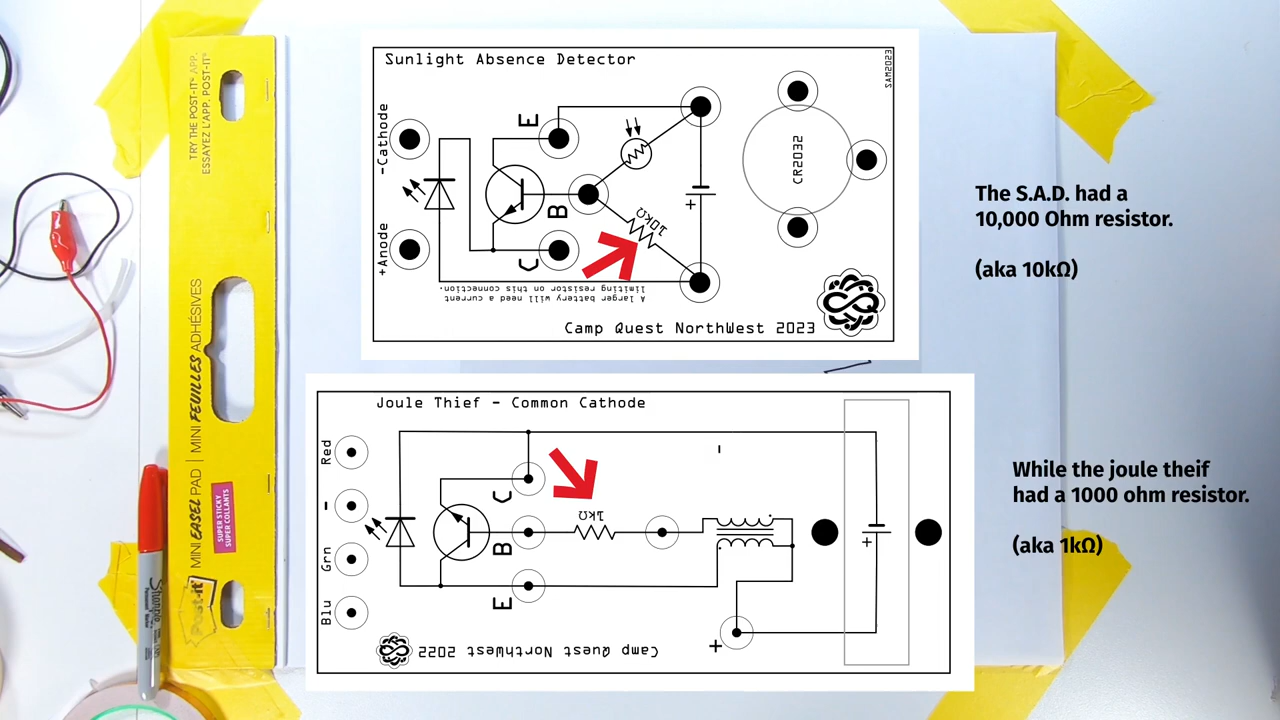 TRY THE POST-IT® APP.
ESSAYEZ L'APP. POST-IT®
MINI EASEL PAD | MINI FEUILLES ADHÉSIVES
SUPER STICKY
SUPER COLLANTS
Post-it
Sharpie
Sunlight Absence Detector
SAM2023
-Cathode
+Anode
E
B
C
10kΩ
+
CR2032
A larger battery will need a current
limiting resistor on this connection.
Camp Quest NorthWest 2023
The S.A.D. had a
10,000 Ohm resistor.
(aka 10kΩ)
Joule Thief - Common Cathode
Red
-
Grn
Blu
C
B
E
1kΩ
-
+
+
Camp Quest NorthWest 2022
While the joule theif
had a 1000 ohm resistor.
(aka 1kΩ)